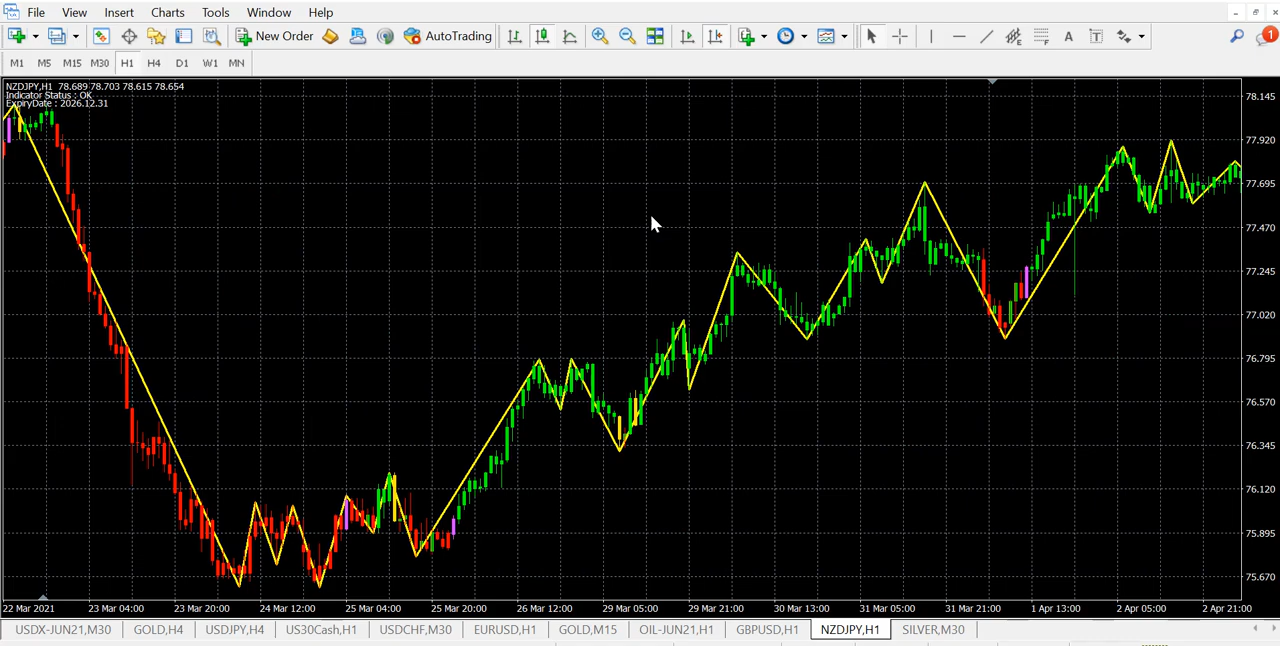 File View Insert Charts Tools Window Help
New Order AutoTrading
1
M1 M5 M15 M30 H1 H4 D1 W1 MN
NZDJPY,H1 78.689 78.703 78.615 78.654
Indicator Status : OK
ExpiryDate : 2026.12.31
78.145
77.920
77.695
77.470
77.245
77.020
76.795
76.570
76.345
76.120
75.895
75.670
22 Mar 2021 23 Mar 04:00 23 Mar 20:00 24 Mar 12:00 25 Mar 04:00 25 Mar 20:00 26 Mar 12:00 29 Mar 05:00 29 Mar 21:00 30 Mar 13:00 31 Mar 05:00 31 Mar 21:00 1 Apr 13:00 2 Apr 05:00 2 Apr 21:00
USDX-JUN21,M30 GOLD,H4 USDJPY,H4 US30Cash,H1 USDCHF,M30 EURUSD,H1 GOLD,M15 OIL-JUN21,H1 GBPUSD,H1 NZDJPY,H1 SILVER,M30